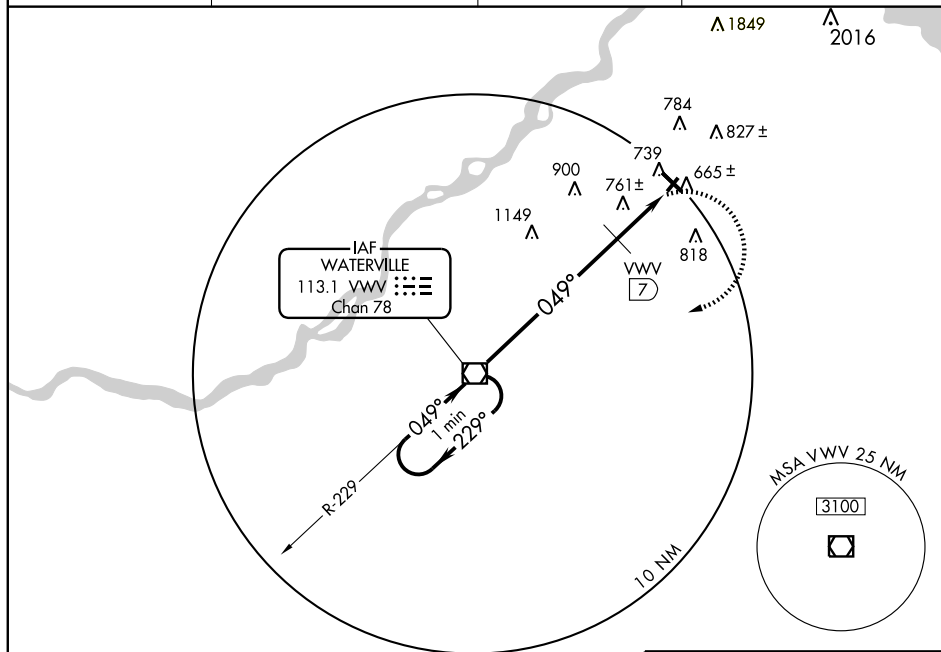 1849
2016
784
827 ±
739
665 ±
900
761±
1149
818
IAF
WATERVILLE
113.1 VWV
Chan 78
VWV
7
049°
049°
1 min
229°
R-229
10 NM
MSA VWV 25 NM
3100